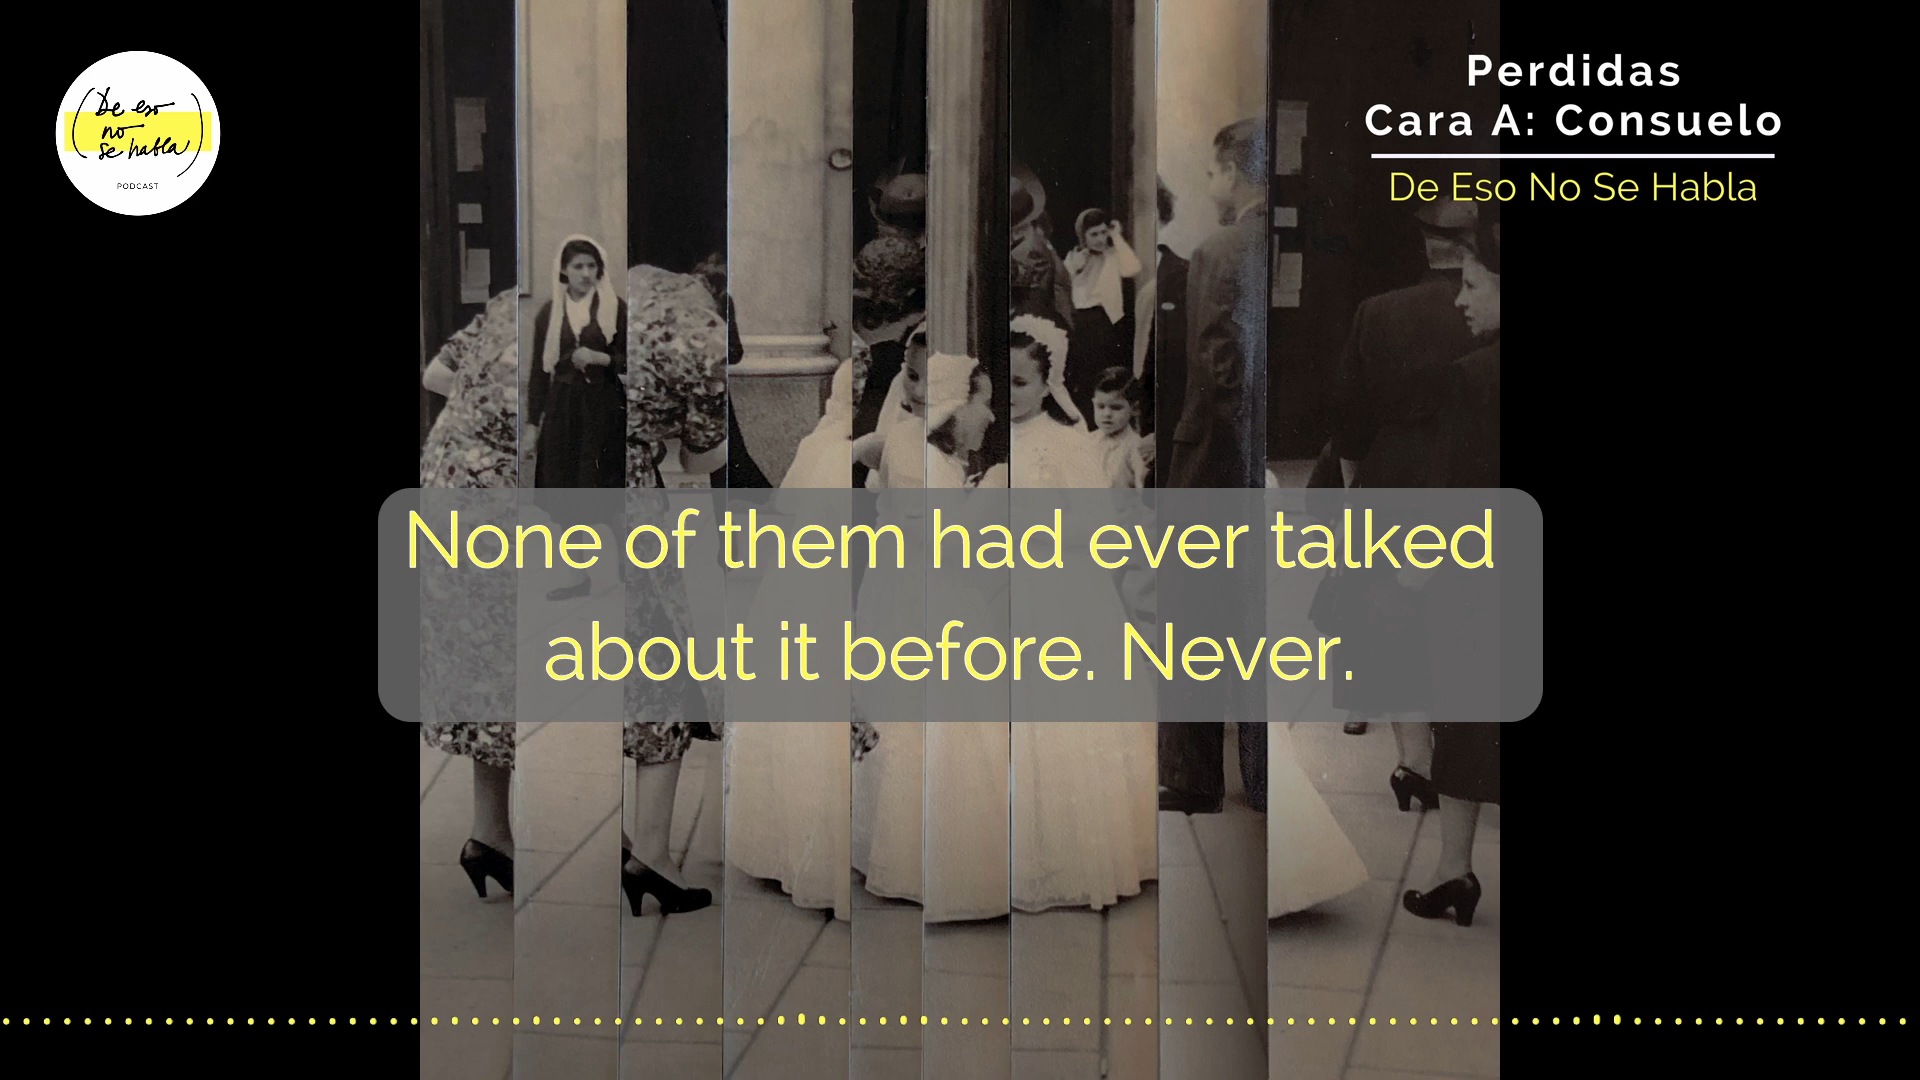 De eso
no
se habla
PODCAST
Perdidas
Cara A: Consuelo
De Eso No Se Habla
None of them had ever talked
about it before. Never.